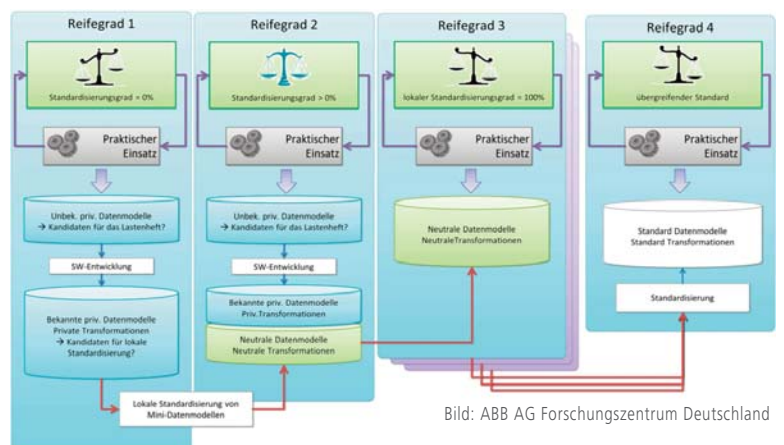 Reifegrad 1
Standardisierungsgrad = 0%
Praktischer
Einsatz
Unbek. priv. Datenmodelle
→ Kandidaten für das Lastenheft?
SW-Entwicklung
Bekannte priv. Datenmodelle
Private Transformationen
→ Kandidaten für lokale
Standardisierung?
Lokale Standardisierung von
Mini-Datenmodellen
Reifegrad 2
Standardisierungsgrad > 0%
Praktischer
Einsatz
Unbek. priv. Datenmodelle
→ Kandidaten für das Lastenheft?
SW-Entwicklung
Bekannte priv. Datenmodelle
Priv.Transformationen
Neutrale Datenmodelle
Neutrale Transformationen
Reifegrad 3
lokaler Standardisierungsgrad = 100%
Praktischer
Einsatz
Neutrale Datenmodelle
NeutraleTransformationen
Reifegrad 4
übergreifender Standard
Praktischer
Einsatz
Standard Datenmodelle
Standard Transformationen
Standardisierung
Bild: ABB AG Forschungszentrum Deutschland